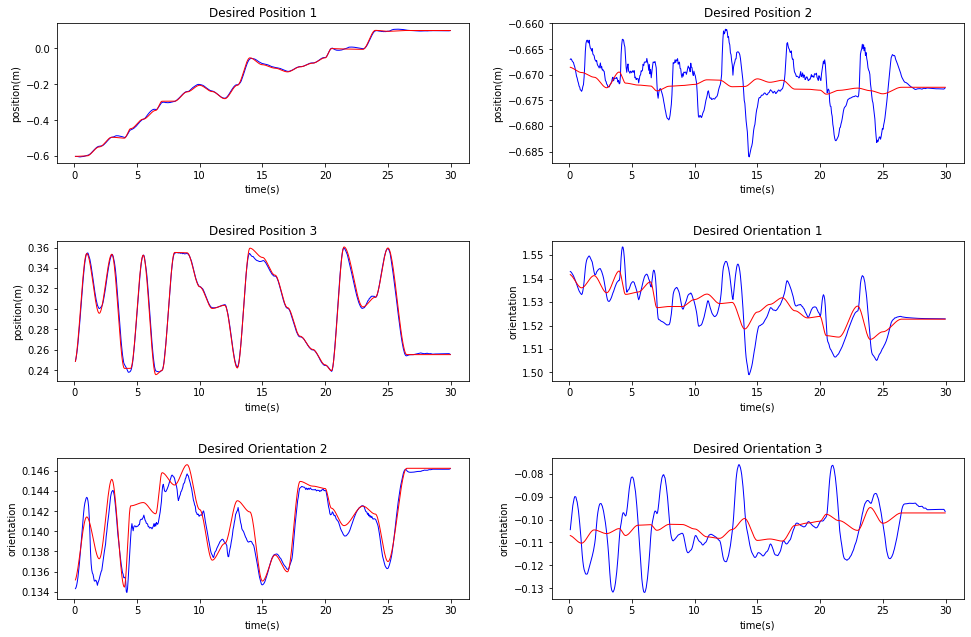 Desired Position 1
position(m)
0.0
−0.2
−0.4
−0.6
0 5 10 15 20 25 30
time(s)
Desired Position 2
position(m)
−0.660
−0.665
−0.670
−0.675
−0.680
−0.685
0 5 10 15 20 25 30
time(s)
Desired Position 3
position(m)
0.36
0.34
0.32
0.30
0.28
0.26
0.24
0 5 10 15 20 25 30
time(s)
Desired Orientation 1
orientation
1.55
1.54
1.53
1.52
1.51
1.50
0 5 10 15 20 25 30
time(s)
Desired Orientation 2
orientation
0.146
0.144
0.142
0.140
0.138
0.136
0.134
0 5 10 15 20 25 30
time(s)
Desired Orientation 3
orientation
−0.08
−0.09
−0.10
−0.11
−0.12
−0.13
0 5 10 15 20 25 30
time(s)